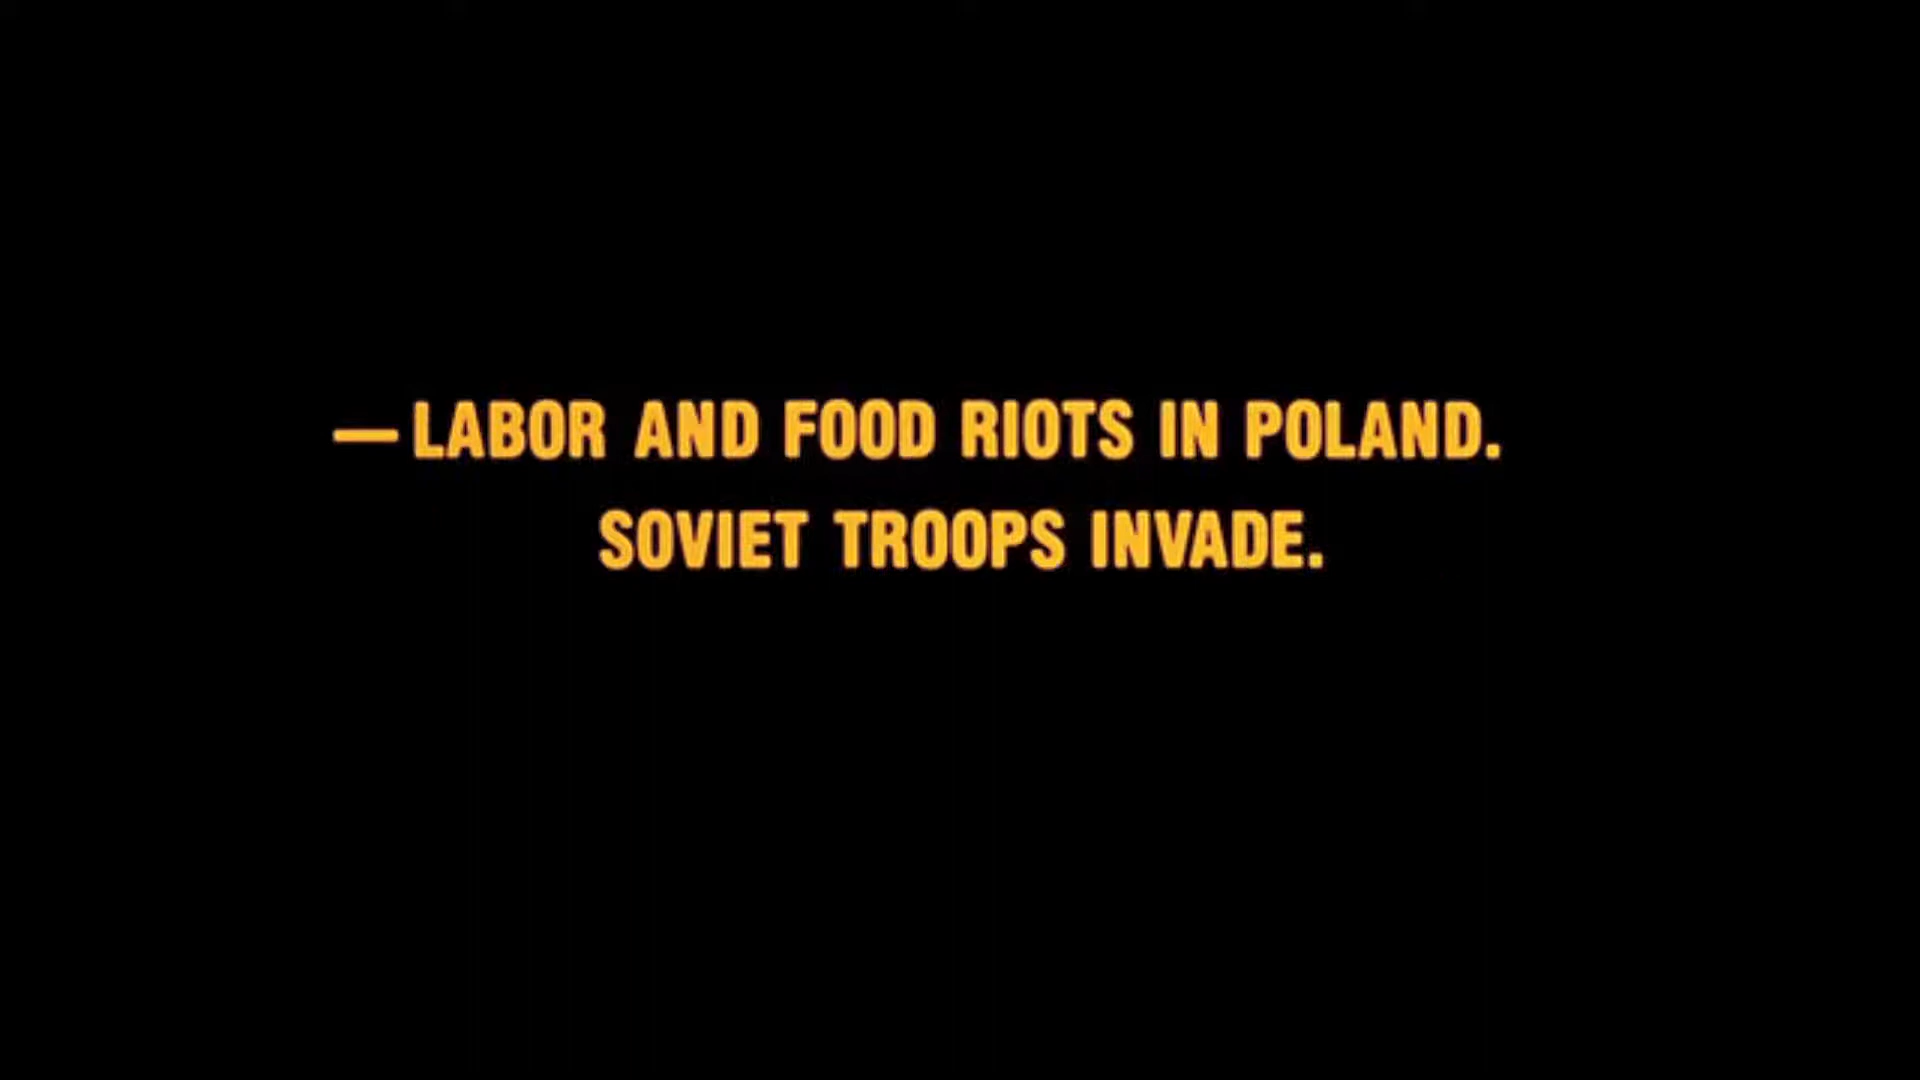 — LABOR AND FOOD RIOTS IN POLAND.
SOVIET TROOPS INVADE.